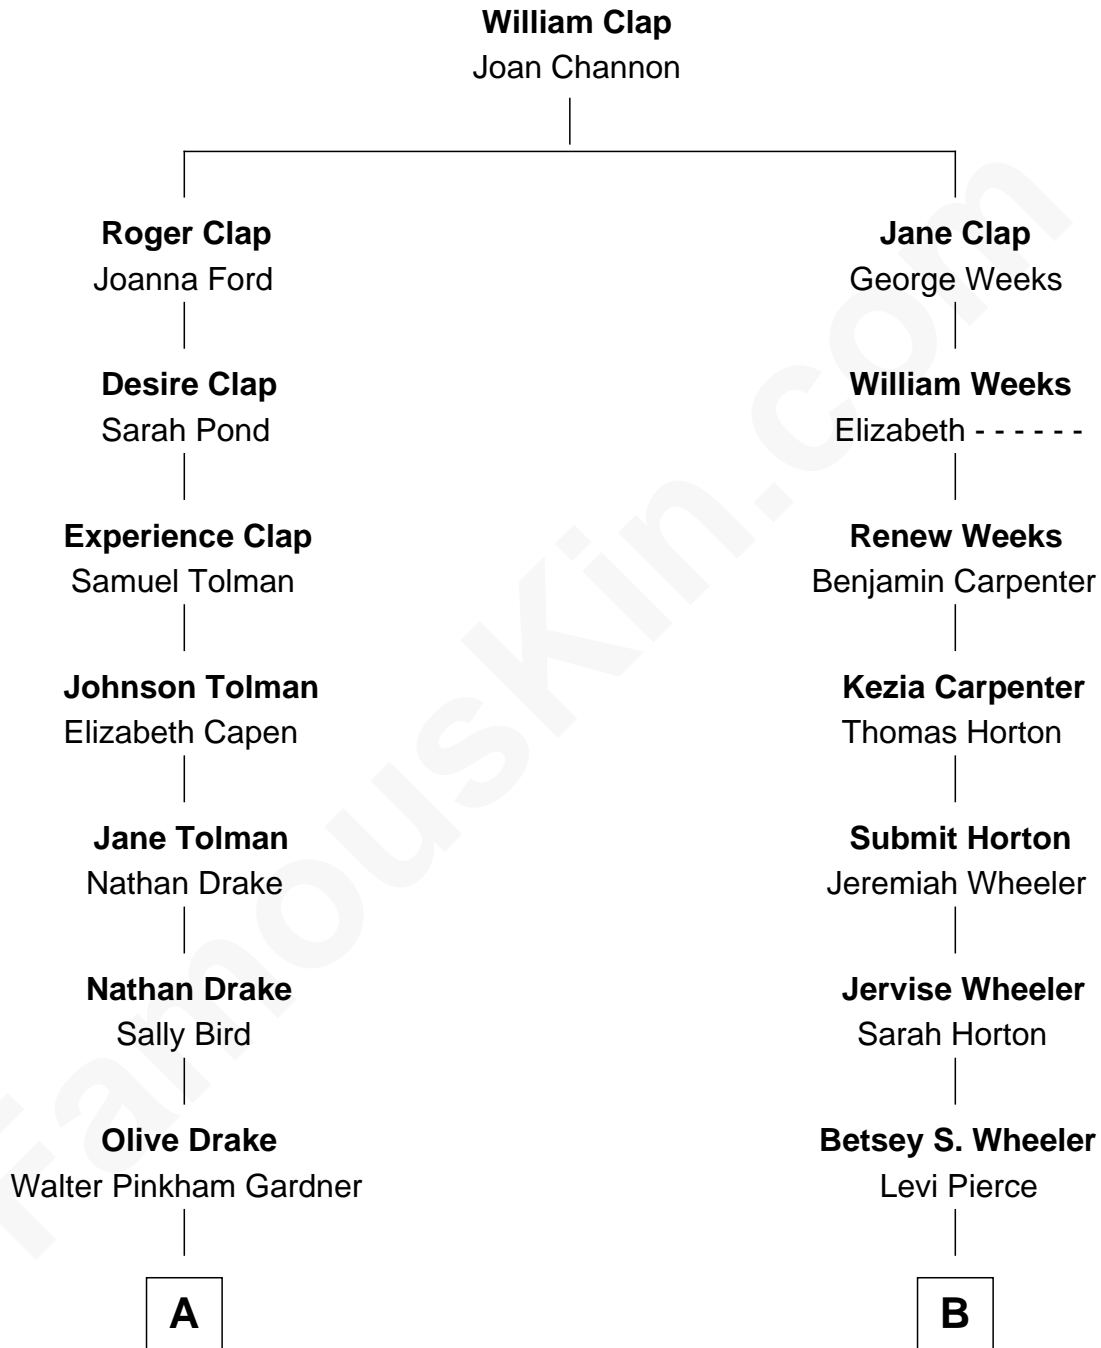 William Clap
Joan Channon
Roger Clap
Joanna Ford
Jane Clap
George Weeks
Desire Clap
Sarah Pond
William Weeks
Elizabeth - - - - - -
Experience Clap
Samuel Tolman
Renew Weeks
Benjamin Carpenter
Johnson Tolman
Elizabeth Capen
Kezia Carpenter
Thomas Horton
Jane Tolman
Nathan Drake
Submit Horton
Jeremiah Wheeler
Nathan Drake
Sally Bird
Jervise Wheeler
Sarah Horton
Olive Drake
Walter Pinkham Gardner
Betsey S. Wheeler
Levi Pierce
A
B
FamousKin.com